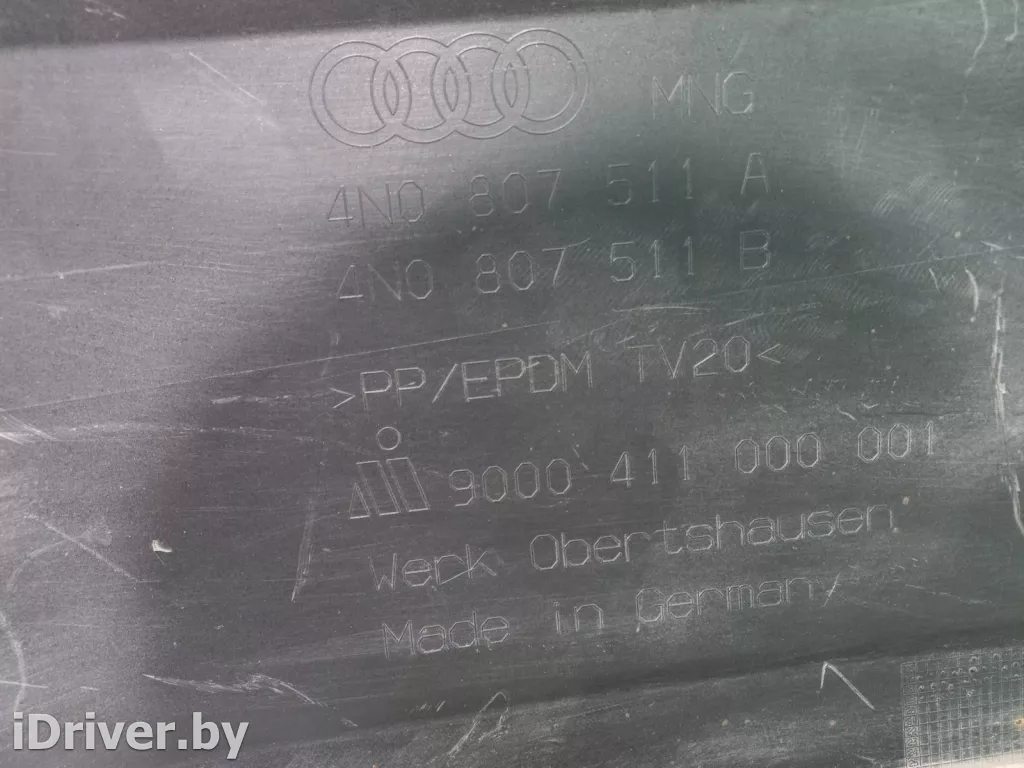 MNG
4N0 807 511 A
4N0 807 511 B
>PP/EPDM TV20<
9000 411 000 001
Werk Obertshausen
Made in Germany
iDriver.by